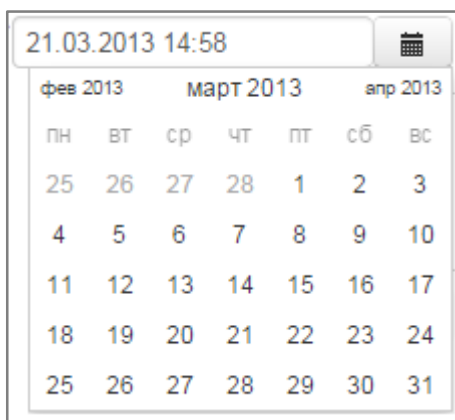 21.03.2013 14:58
фев 2013 март 2013 апр 2013
пн вт ср чт пт сб вс
25 26 27 28 1 2 3
4 5 6 7 8 9 10
11 12 13 14 15 16 17
18 19 20 21 22 23 24
25 26 27 28 29 30 31